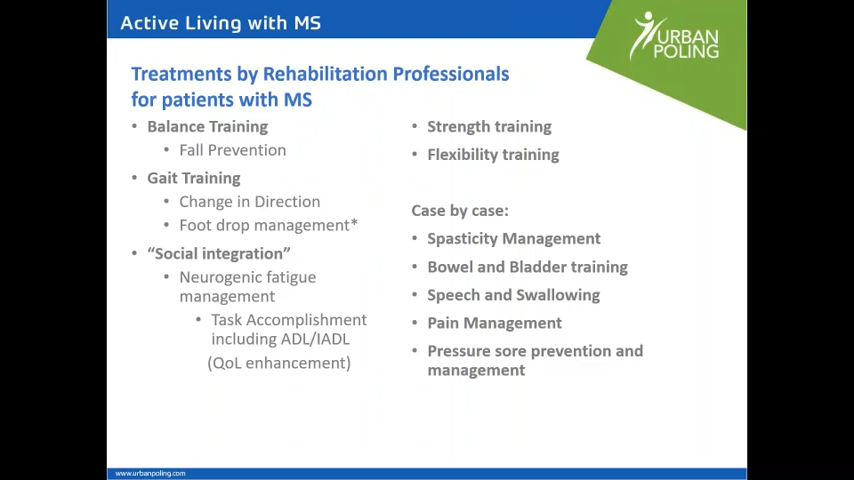 Active Living with MS
URBAN
POLING
Treatments by Rehabilitation Professionals
for patients with MS
• Balance Training
• Fall Prevention
• Gait Training
• Change in Direction
• Foot drop management*
• “Social integration”
• Neurogenic fatigue
management
• Task Accomplishment
including ADL/IADL
(QoL enhancement)
• Strength training
• Flexibility training
Case by case:
• Spasticity Management
• Bowel and Bladder training
• Speech and Swallowing
• Pain Management
• Pressure sore prevention and
management
www.urbanpoling.com